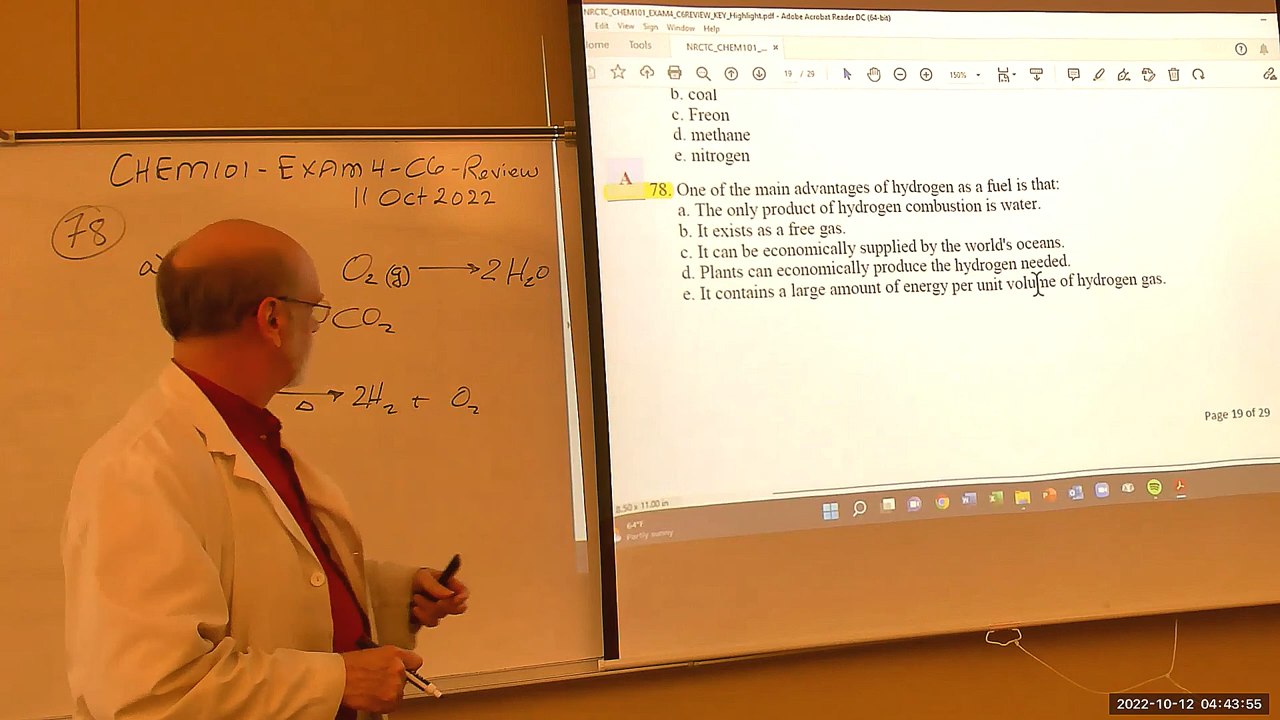 CHEM101-EXAM4-C6-Review
11 Oct 2022
78
a)
O₂ (g) ⟶ 2H₂O
CO₂
Δ
→ 2H₂ + O₂
NRCTC_CHEM101_EXAM4_C6REVIEW_KEY_Highlight.pdf - Adobe Acrobat Reader DC (64-bit)
Edit View Sign Window Help
ome Tools NRCTC_CHEM101_... ×
19 / 29 150%
b. coal
c. Freon
d. methane
e. nitrogen
A
78. One of the main advantages of hydrogen as a fuel is that:
a. The only product of hydrogen combustion is water.
b. It exists as a free gas.
c. It can be economically supplied by the world's oceans.
d. Plants can economically produce the hydrogen needed.
e. It contains a large amount of energy per unit volume of hydrogen gas.
Page 19 of 29
8.50 x 11.00 in
64°F
Partly sunny
2022-10-12 04:43:55